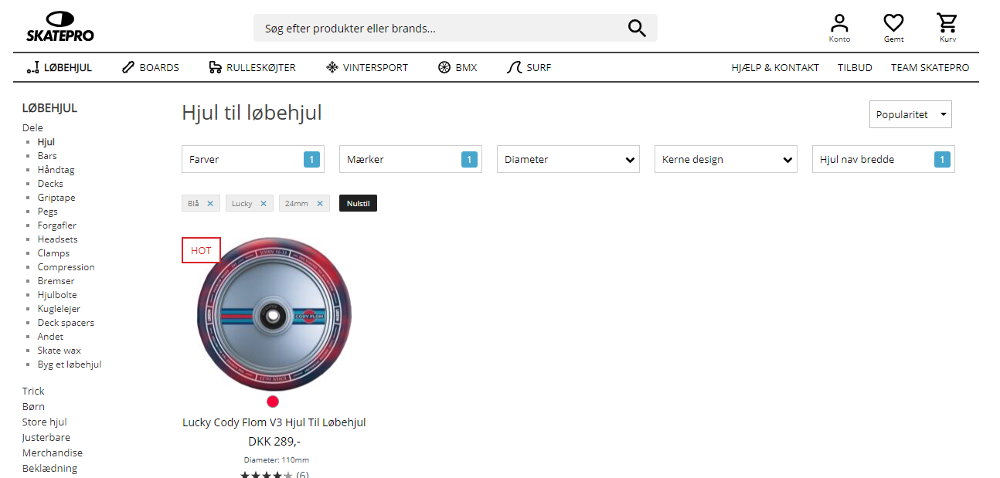 SKATEPRO
Søg efter produkter eller brands...
Konto
Gemt
Kurv
LØBEHJUL
BOARDS
RULLESKØJTER
VINTERSPORT
BMX
SURF
HJÆLP & KONTAKT
TILBUD
TEAM SKATEPRO
LØBEHJUL
Dele
Hjul
Bars
Håndtag
Decks
Griptape
Pegs
Forgafler
Headsets
Clamps
Compression
Bremser
Hjulbolte
Kuglelejer
Deck spacers
Andet
Skate wax
Byg et løbehjul
Trick
Børn
Store hjul
Justerbare
Merchandise
Beklædning
Hjul til løbehjul
Popularitet
Farver 1
Mærker 1
Diameter
Kerne design
Hjul nav bredde 1
Blå ✕
Lucky ✕
24mm ✕
Nulstil
HOT
JOHN 16:33
CODY FLOM
Lucky Cody Flom V3 Hjul Til Løbehjul
DKK 289,-
Diameter: 110mm
★★★★★ (6)